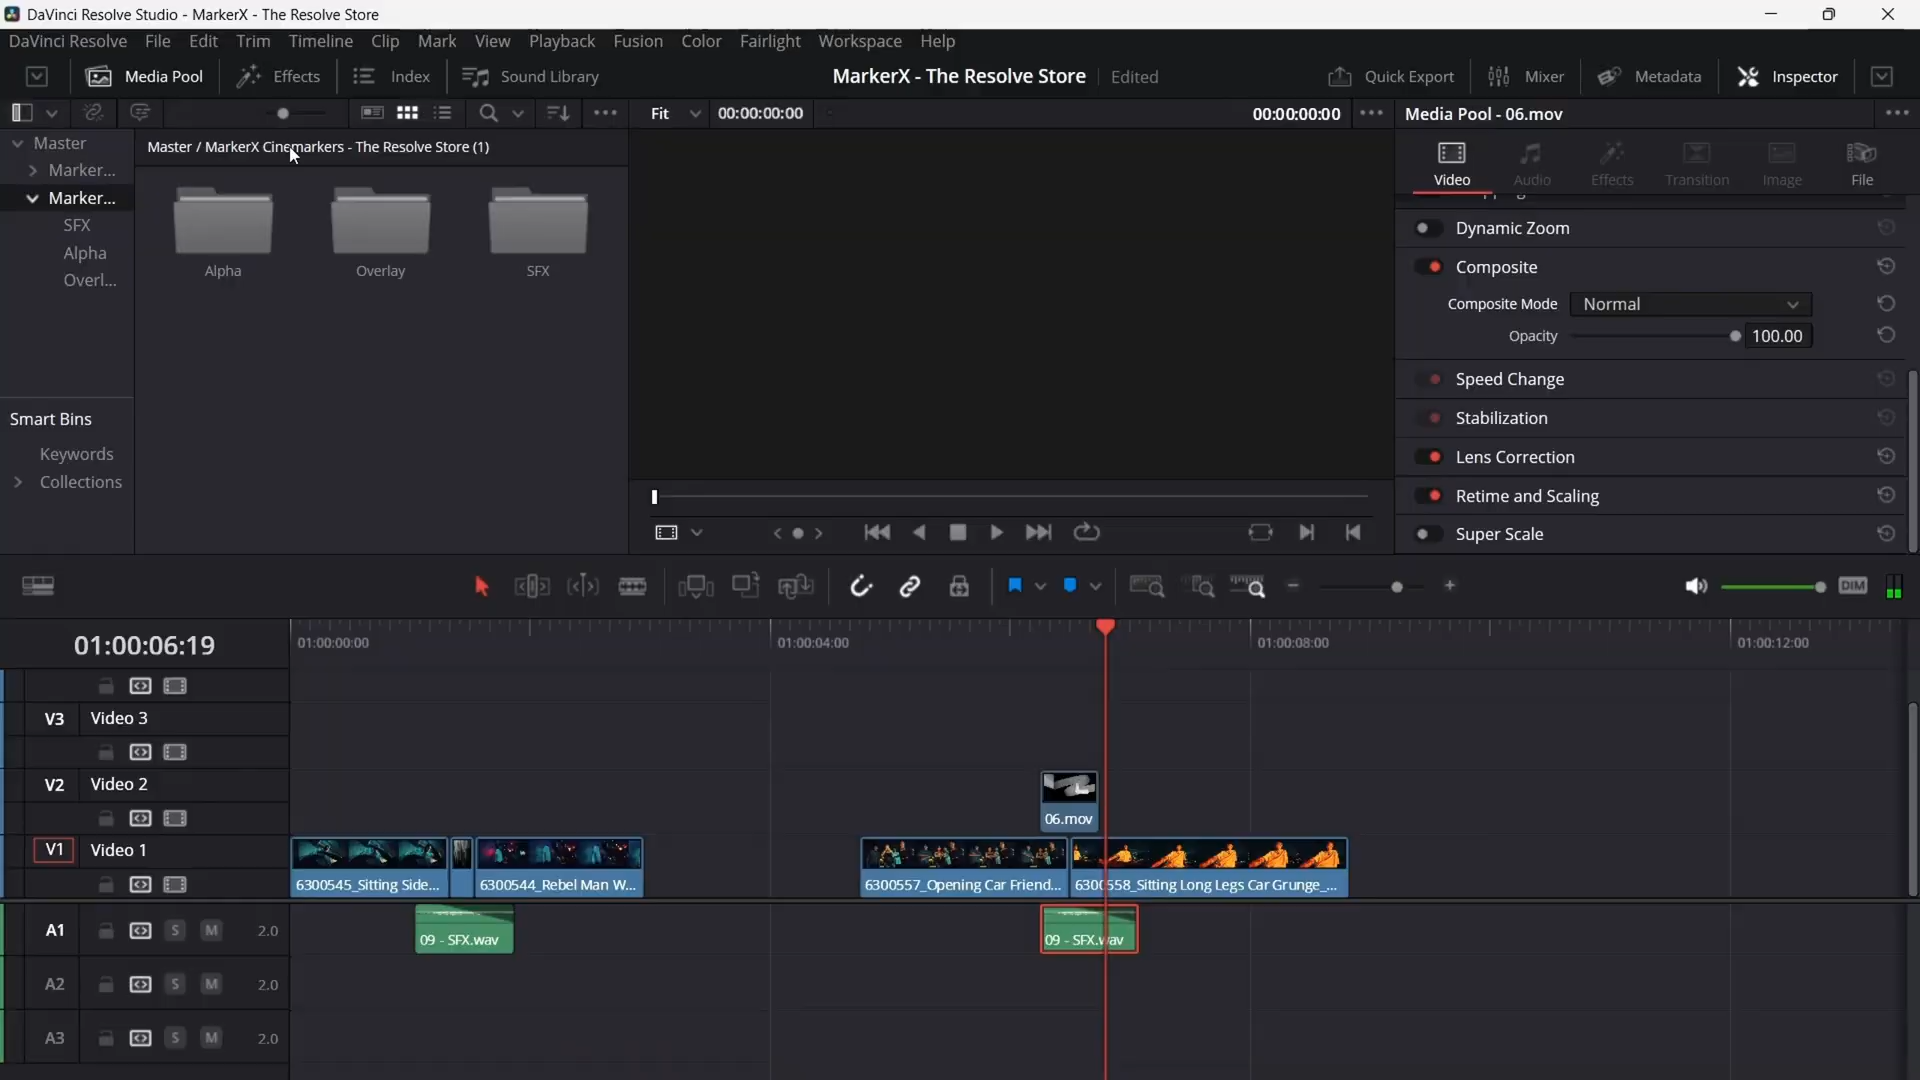 DaVinci Resolve Studio - MarkerX - The Resolve Store
DaVinci Resolve File Edit Trim Timeline Clip Mark View Playback Fusion Color Fairlight Workspace Help
Media Pool Effects Index Sound Library MarkerX - The Resolve Store Edited Quick Export Mixer Metadata Inspector
Fit 00:00:00:00 00:00:00:00 Media Pool - 06.mov
Master
Marker...
Marker...
SFX
Alpha
Overl...
Smart Bins
Keywords
Collections
Master / MarkerX Cinemarkers - The Resolve Store (1)
Alpha Overlay SFX
Video Audio Effects Transition Image File
Dynamic Zoom
Composite
Composite Mode Normal
Opacity 100.00
Speed Change
Stabilization
Lens Correction
Retime and Scaling
Super Scale
DIM
01:00:06:19 01:00:00:00 01:00:04:00 01:00:08:00 01:00:12:00
V3 Video 3
V2 Video 2
06.mov
V1 Video 1
6300545_Sitting Side... 6300544_Rebel Man W... 6300557_Opening Car Friend... 6300558_Sitting Long Legs Car Grunge_...
A1 S M 2.0
09 - SFX.wav 09 - SFX.wav
A2 S M 2.0
A3 S M 2.0